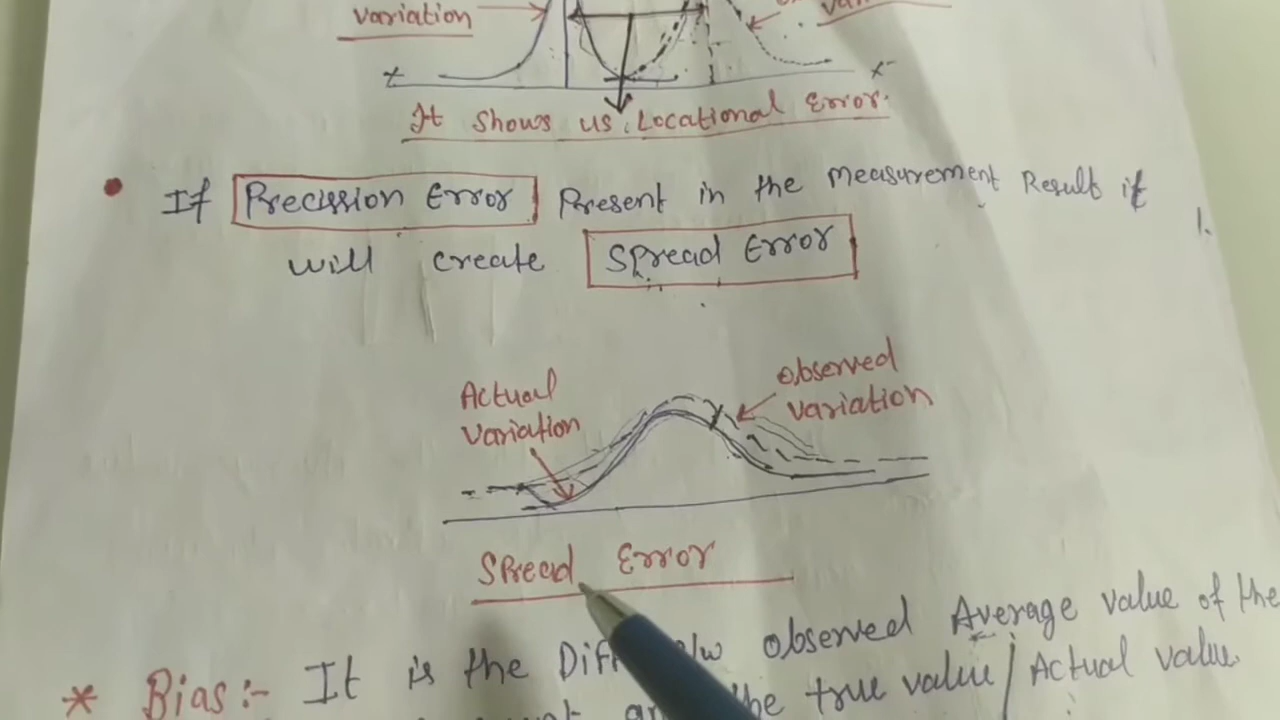 variation
x
x
It shows us Locational Error.
If Precission Error Present in the measurement Result it
will create Spread Error
1.
Actual
variation
observed
variation
Spread Error
* Bias:- It is the Diff b/w observed Average value of the
the true value / Actual value